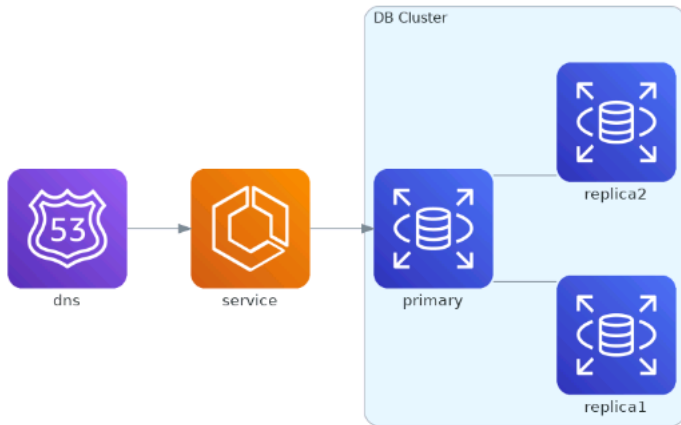 DB Cluster
replica2
53
dns
service
primary
replica1